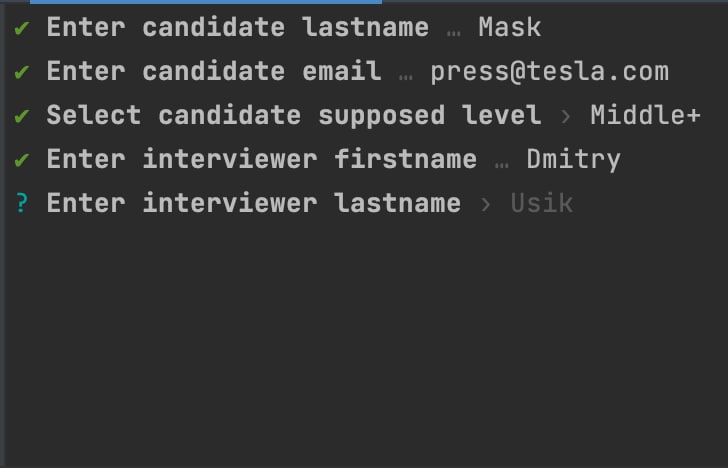 ✔ Enter candidate lastname … Mask
✔ Enter candidate email … press@tesla.com
✔ Select candidate supposed level › Middle+
✔ Enter interviewer firstname … Dmitry
? Enter interviewer lastname › Usik